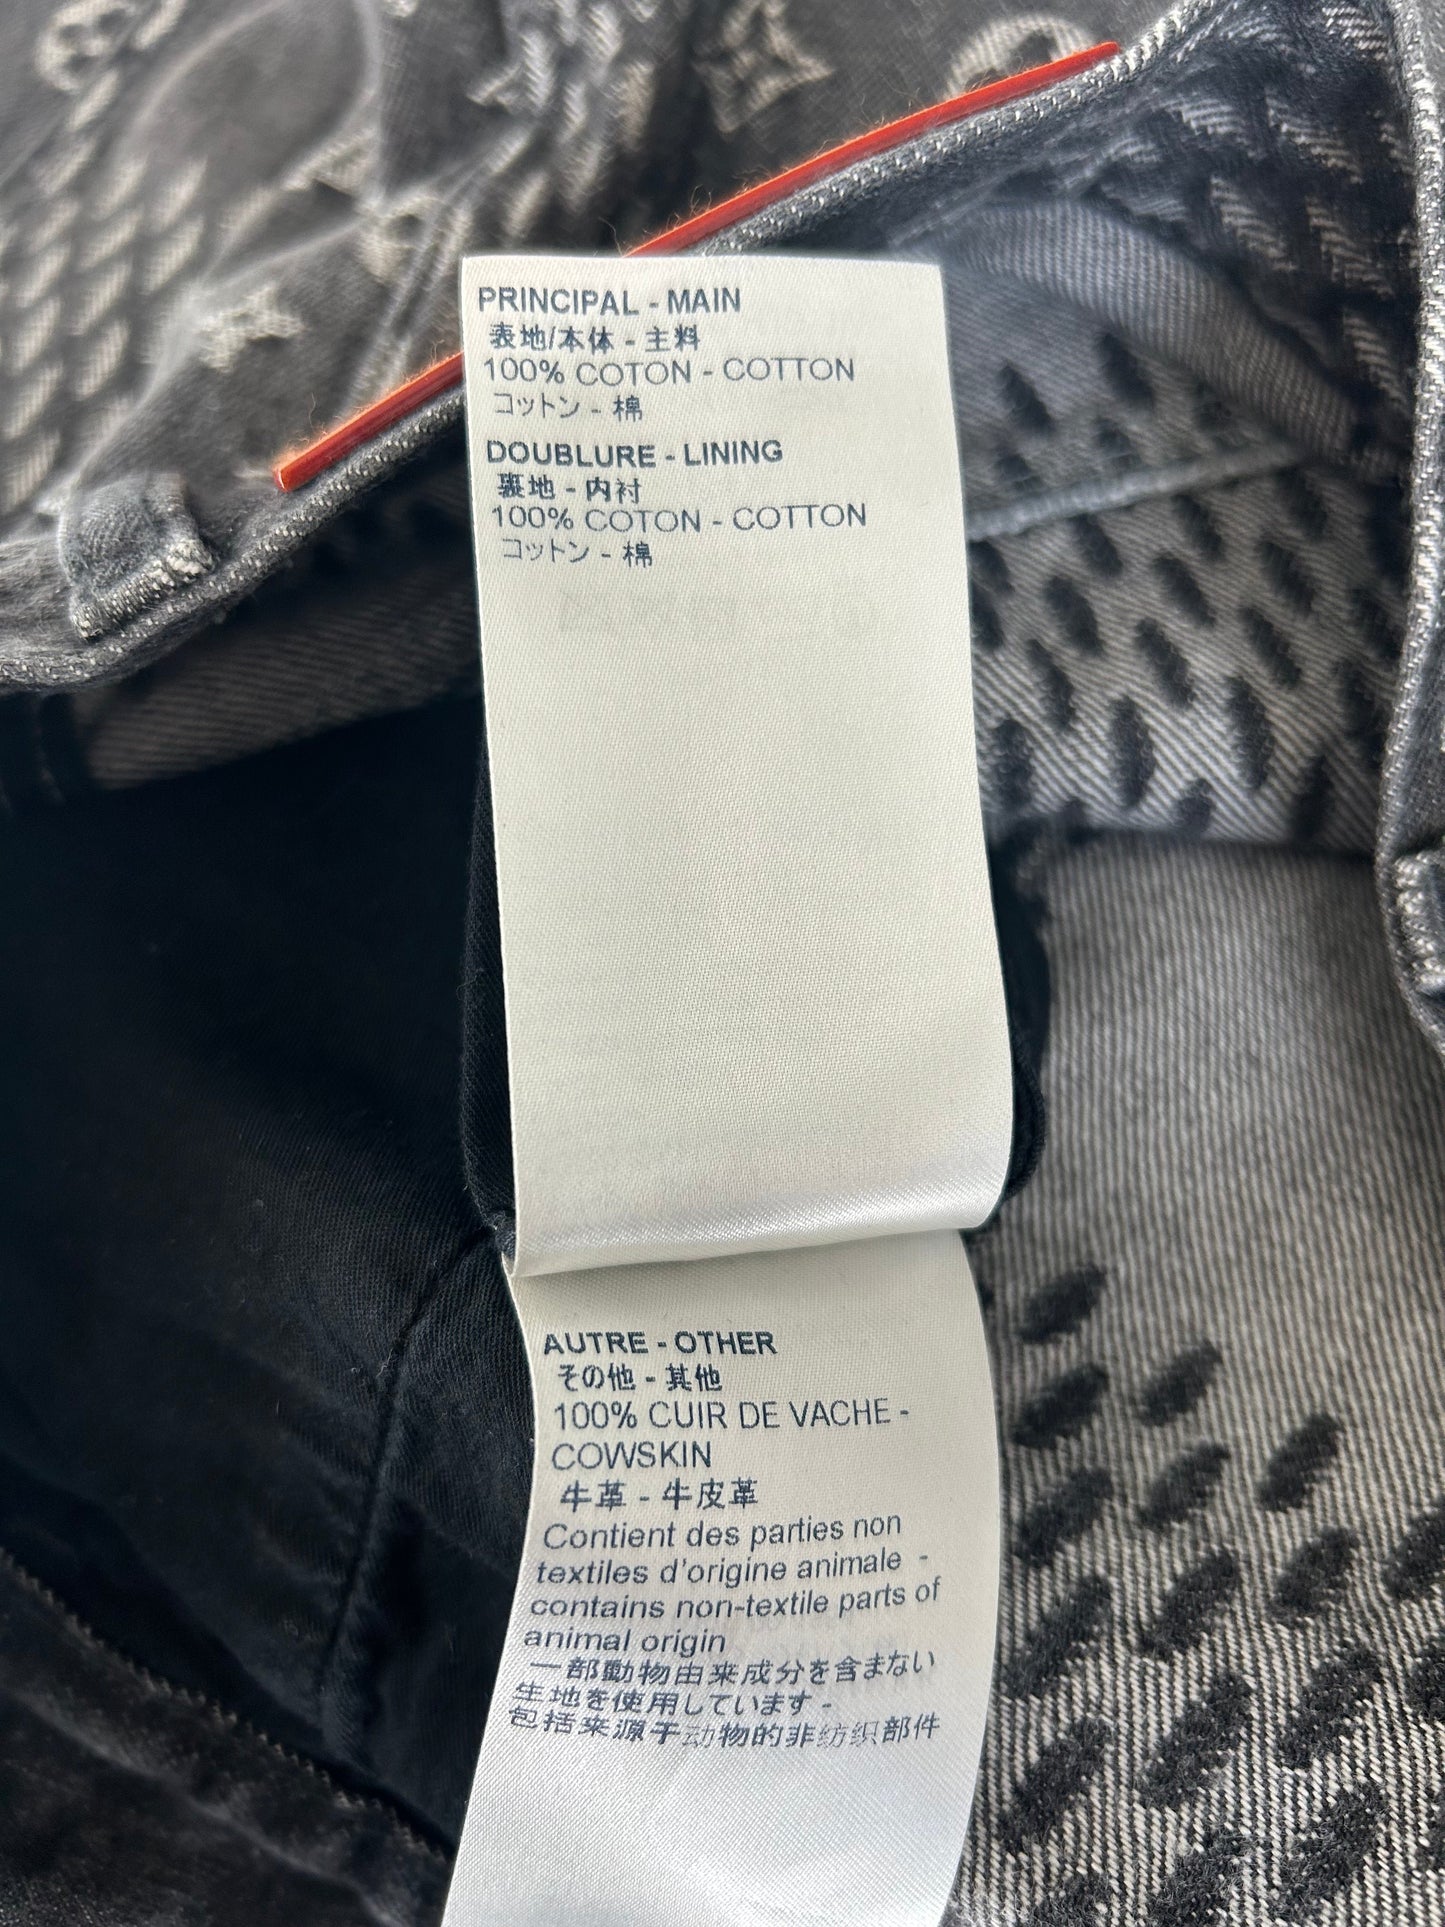 PRINCIPAL - MAIN
表地/本体 - 主料
100% COTON - COTTON
コットン - 棉
DOUBLURE - LINING
裏地 - 内衬
100% COTON - COTTON
コットン - 棉
AUTRE - OTHER
その他 - 其他
100% CUIR DE VACHE -
COWSKIN
牛革 - 牛皮革
Contient des parties non
textiles d'origine animale -
contains non-textile parts of
animal origin
一部動物由来成分を含まない
生地を使用しています -
包括来源于动物的非纺织部件